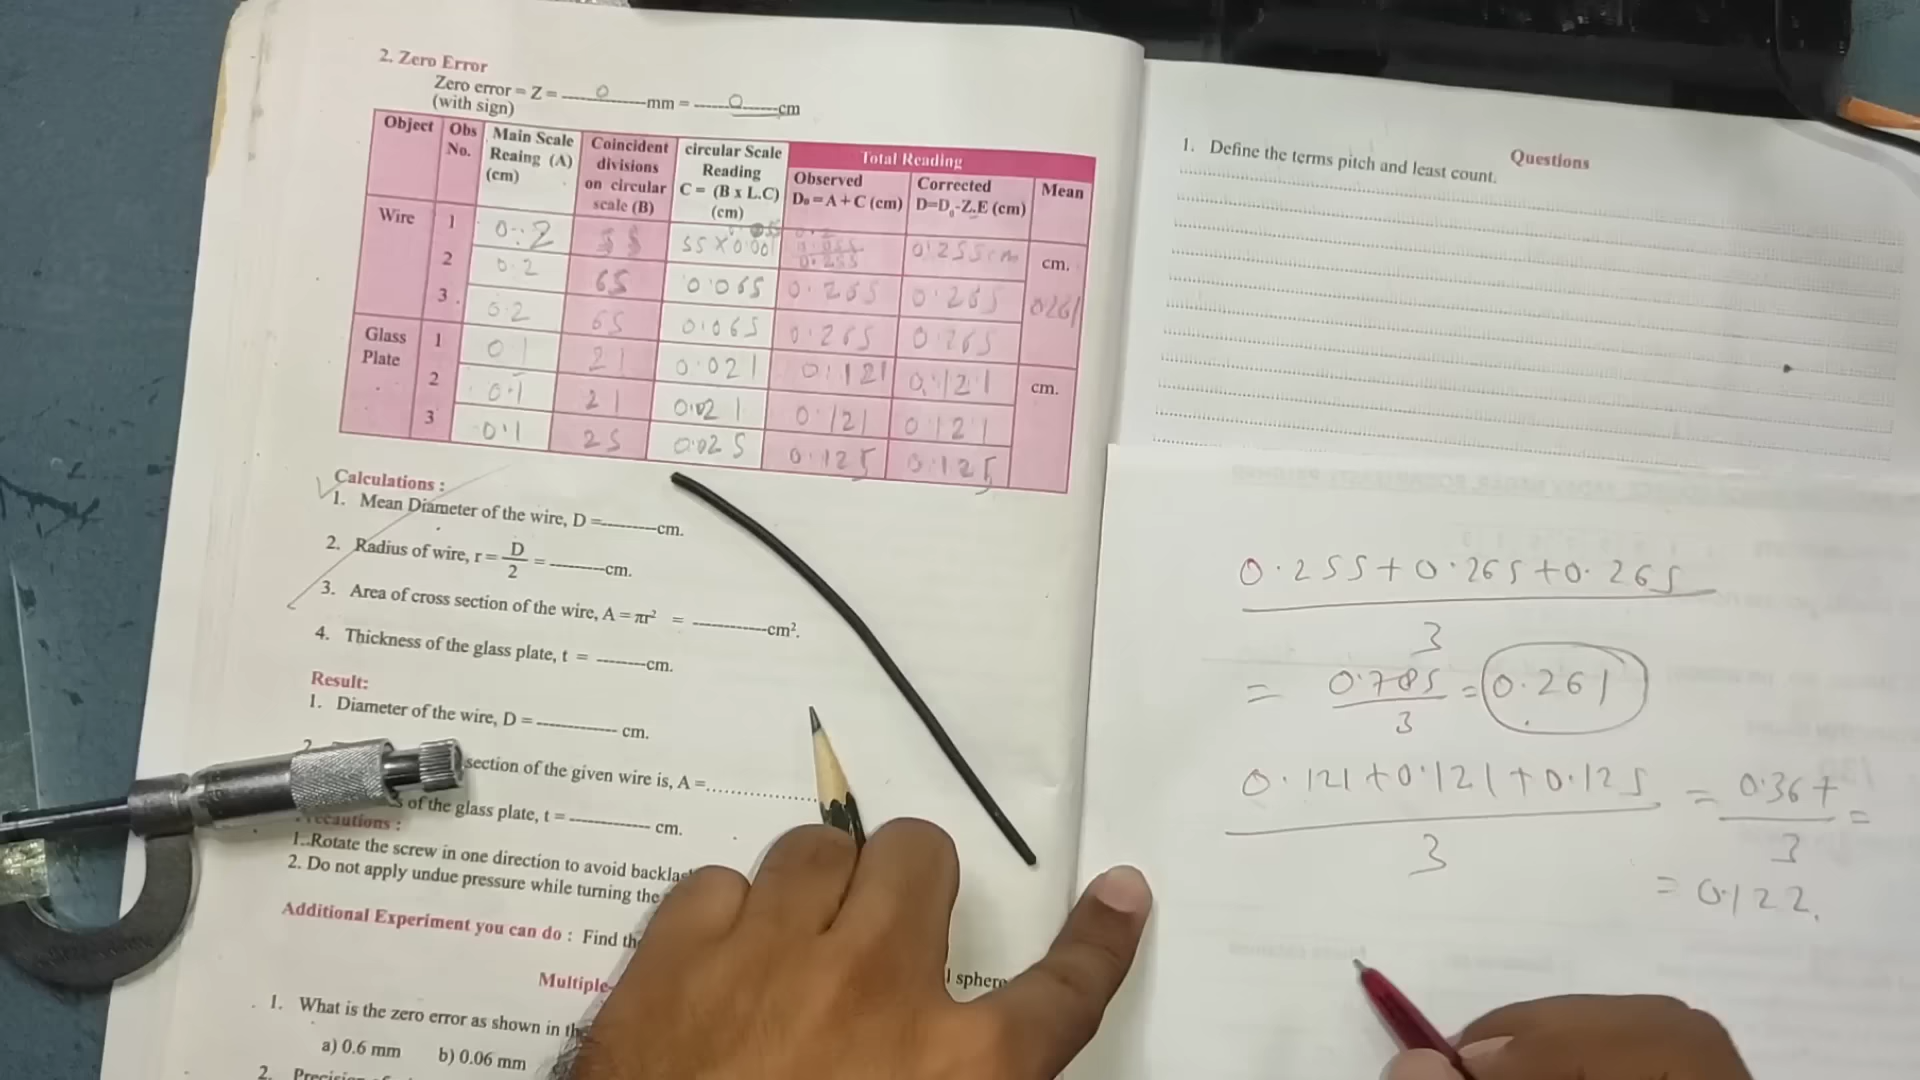 2. Zero Error
Zero error = Z = 0 mm = 0 cm
(with sign)
Object Obs No. Main Scale Reaing (A) (cm) Coincident divisions on circular scale (B) circular Scale Reading C = (B x L.C) (cm) Total Reading
Observed D₀ = A + C (cm) Corrected D=D₀-Z.E (cm) Mean
Wire 1 0.2 55 55 X 0.001 0.2 0.055 0.255 0.255 cm cm.
2 0.2 65 0.065 0.265 0.265 0.261
3 0.2 65 0.065 0.265 0.265
Glass Plate 1 0.1 21 0.021 0.121 0.121 cm.
2 0.1 21 0.021 0.121 0.121
3 0.1 25 0.025 0.125 0.125
Calculations :
1. Mean Diameter of the wire, D = --------cm.
2. Radius of wire, r = D/2 = ---------cm.
3. Area of cross section of the wire, A = πr² = ------------cm².
4. Thickness of the glass plate, t = --------cm.
Result:
1. Diameter of the wire, D = ------------- cm.
section of the given wire is, A =....................
of the glass plate, t = ------------- cm.
1. Rotate the screw in one direction to avoid
2. Do not apply undue pressure while turning the
Additional Experiment you can do : Find
sphere
Multiple-
1. What is the zero error as shown in
a) 0.6 mm b) 0.06 mm
2.
Questions
1. Define the terms pitch and least count.
0.255 + 0.265 + 0.265
3
= 0.785/3 = 0.261
0.121 + 0.121 + 0.125 = 0.367 =
3 3
= 0.122.